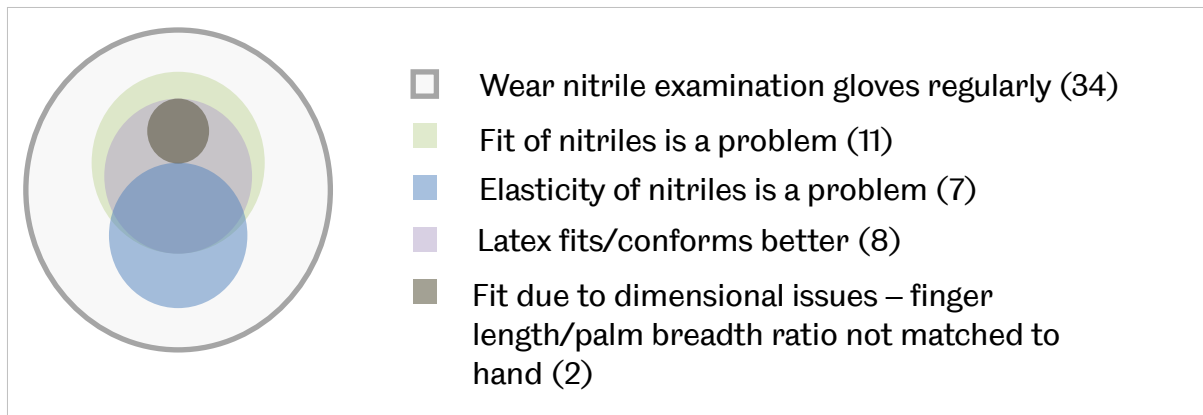 Wear nitrile examination gloves regularly (34)
Fit of nitriles is a problem (11)
Elasticity of nitriles is a problem (7)
Latex fits/conforms better (8)
Fit due to dimensional issues – finger
length/palm breadth ratio not matched to
hand (2)